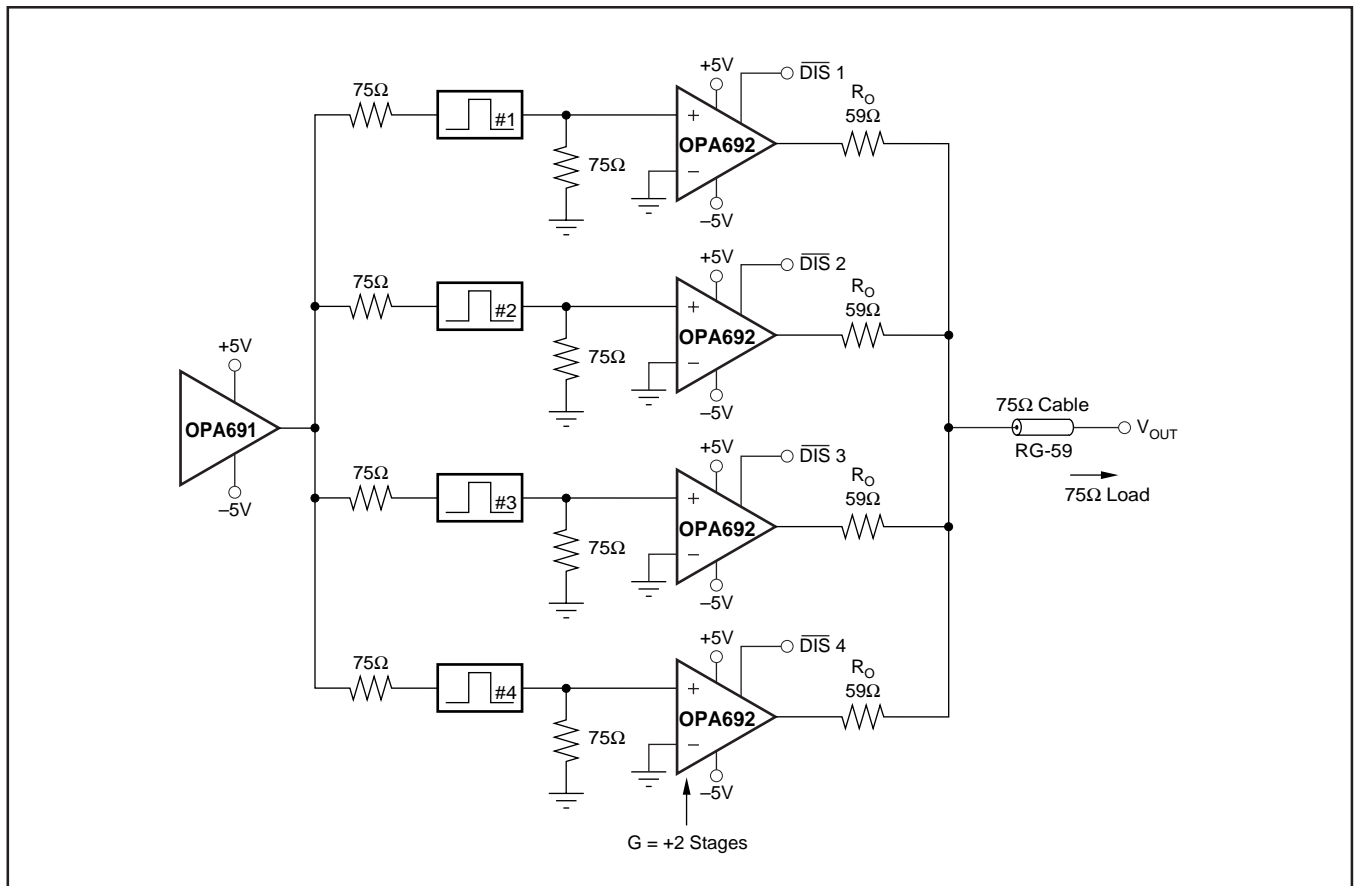 75Ω
#1
75Ω
+
−
OPA692
+5V
–5V
DIS 1
R_O
59Ω
75Ω
#2
75Ω
+
−
OPA692
+5V
–5V
DIS 2
R_O
59Ω
+5V
OPA691
–5V
75Ω Cable
RG-59
V_OUT
75Ω Load
75Ω
#3
75Ω
+
−
OPA692
+5V
–5V
DIS 3
R_O
59Ω
75Ω
#4
75Ω
+
−
OPA692
+5V
–5V
DIS 4
R_O
59Ω
G = +2 Stages